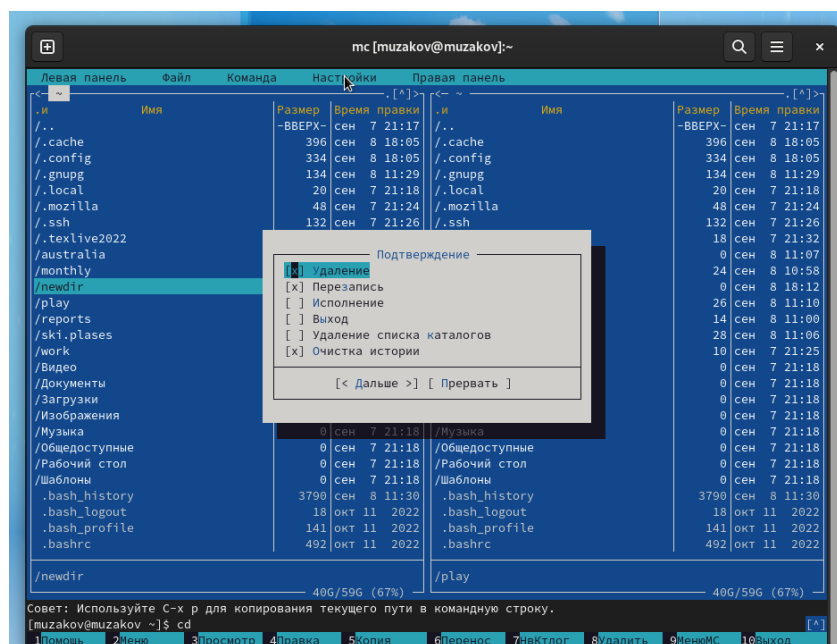 mc [muzakov@muzakov]:~
Левая панель Файл Команда Настройки Правая панель
<─ ~ .[^]> <─ ~ .[^]>
.и Имя Размер Время правки .и Имя Размер Время правки
/.. -ВВЕРХ- сен 7 21:17 /.. -ВВЕРХ- сен 7 21:17
/.cache 396 сен 8 18:05 /.cache 396 сен 8 18:05
/.config 334 сен 8 18:05 /.config 334 сен 8 18:05
/.gnupg 134 сен 8 11:29 /.gnupg 134 сен 8 11:29
/.local 20 сен 7 21:18 /.local 20 сен 7 21:18
/.mozilla 48 сен 7 21:24 /.mozilla 48 сен 7 21:24
/.ssh 132 сен 7 21:26 /.ssh 132 сен 7 21:26
/.texlive2022 18 сен 7 21:32
/australia Подтверждение 0 сен 8 11:07
/monthly [x] Удаление 24 сен 8 10:58
/newdir [x] Перезапись 0 сен 8 18:12
/play [ ] Исполнение 26 сен 8 11:10
/reports [ ] Выход 14 сен 8 11:00
/ski.plases [ ] Удаление списка каталогов 28 сен 8 11:06
/work [x] Очистка истории 10 сен 7 21:25
/Видео 0 сен 7 21:18
/Документы [< Дальше >] [ Прервать ] 0 сен 7 21:18
/Загрузки 0 сен 7 21:18
/Изображения 0 сен 7 21:18
/Музыка 0 сен 7 21:18 /Музыка 0 сен 7 21:18
/Общедоступные 0 сен 7 21:18 /Общедоступные 0 сен 7 21:18
/Рабочий стол 0 сен 7 21:18 /Рабочий стол 0 сен 7 21:18
/Шаблоны 0 сен 7 21:18 /Шаблоны 0 сен 7 21:18
.bash_history 3790 сен 8 11:30 .bash_history 3790 сен 8 11:30
.bash_logout 18 окт 11 2022 .bash_logout 18 окт 11 2022
.bash_profile 141 окт 11 2022 .bash_profile 141 окт 11 2022
.bashrc 492 окт 11 2022 .bashrc 492 окт 11 2022
/newdir /play
40G/59G (67%) 40G/59G (67%)
Совет: Используйте C-x p для копирования текущего пути в командную строку.
[muzakov@muzakov ~]$ cd [^]
1Помощь 2Меню 3Просмотр 4Правка 5Копия 6Перенос 7НвКтлог 8Удалить 9МенюMC 10Выход